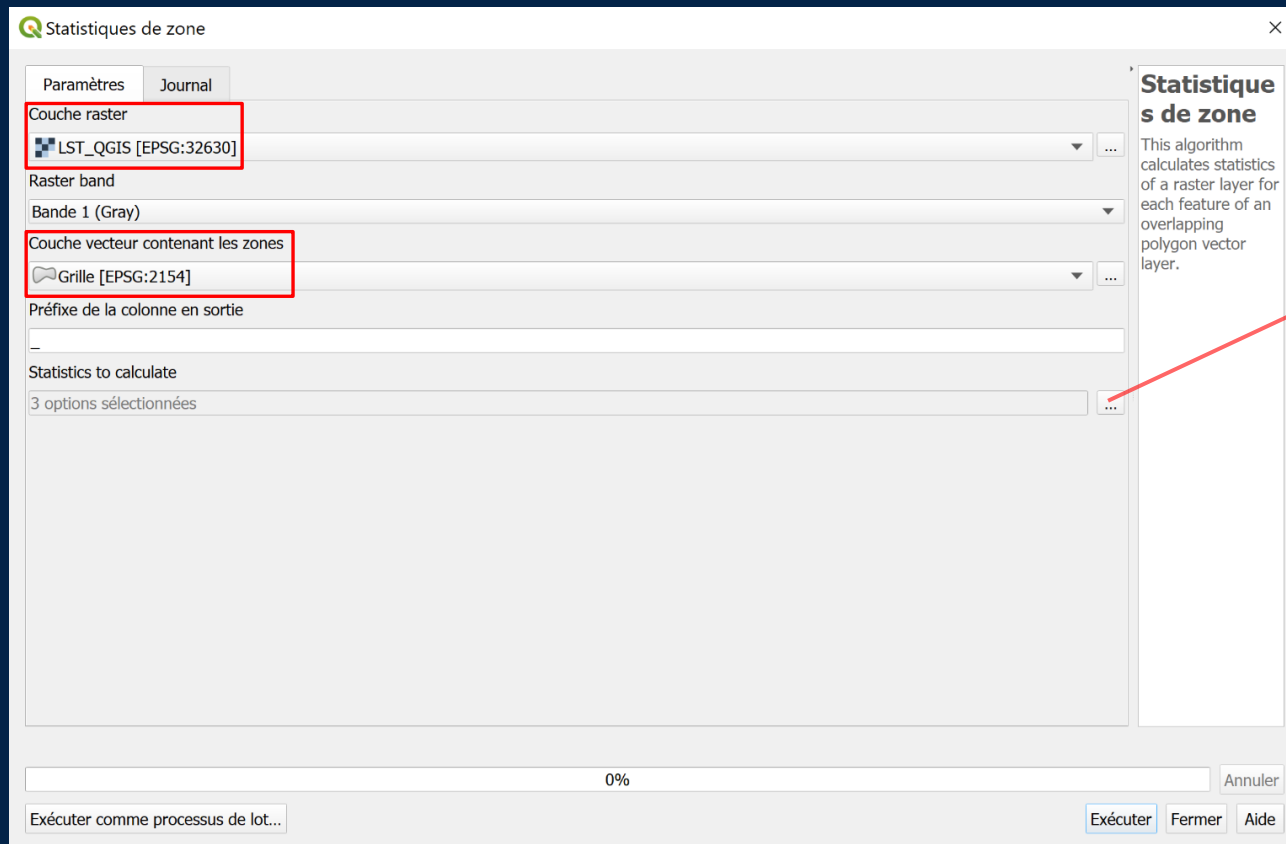 Statistiques de zone
Paramètres
Journal
Couche raster
LST_QGIS [EPSG:32630]
...
Raster band
Bande 1 (Gray)
Couche vecteur contenant les zones
Grille [EPSG:2154]
...
Préfixe de la colonne en sortie
_
Statistics to calculate
3 options sélectionnées
...
Statistique
s de zone
This algorithm
calculates statistics
of a raster layer for
each feature of an
overlapping
polygon vector
layer.
0%
Annuler
Exécuter comme processus de lot...
Exécuter
Fermer
Aide